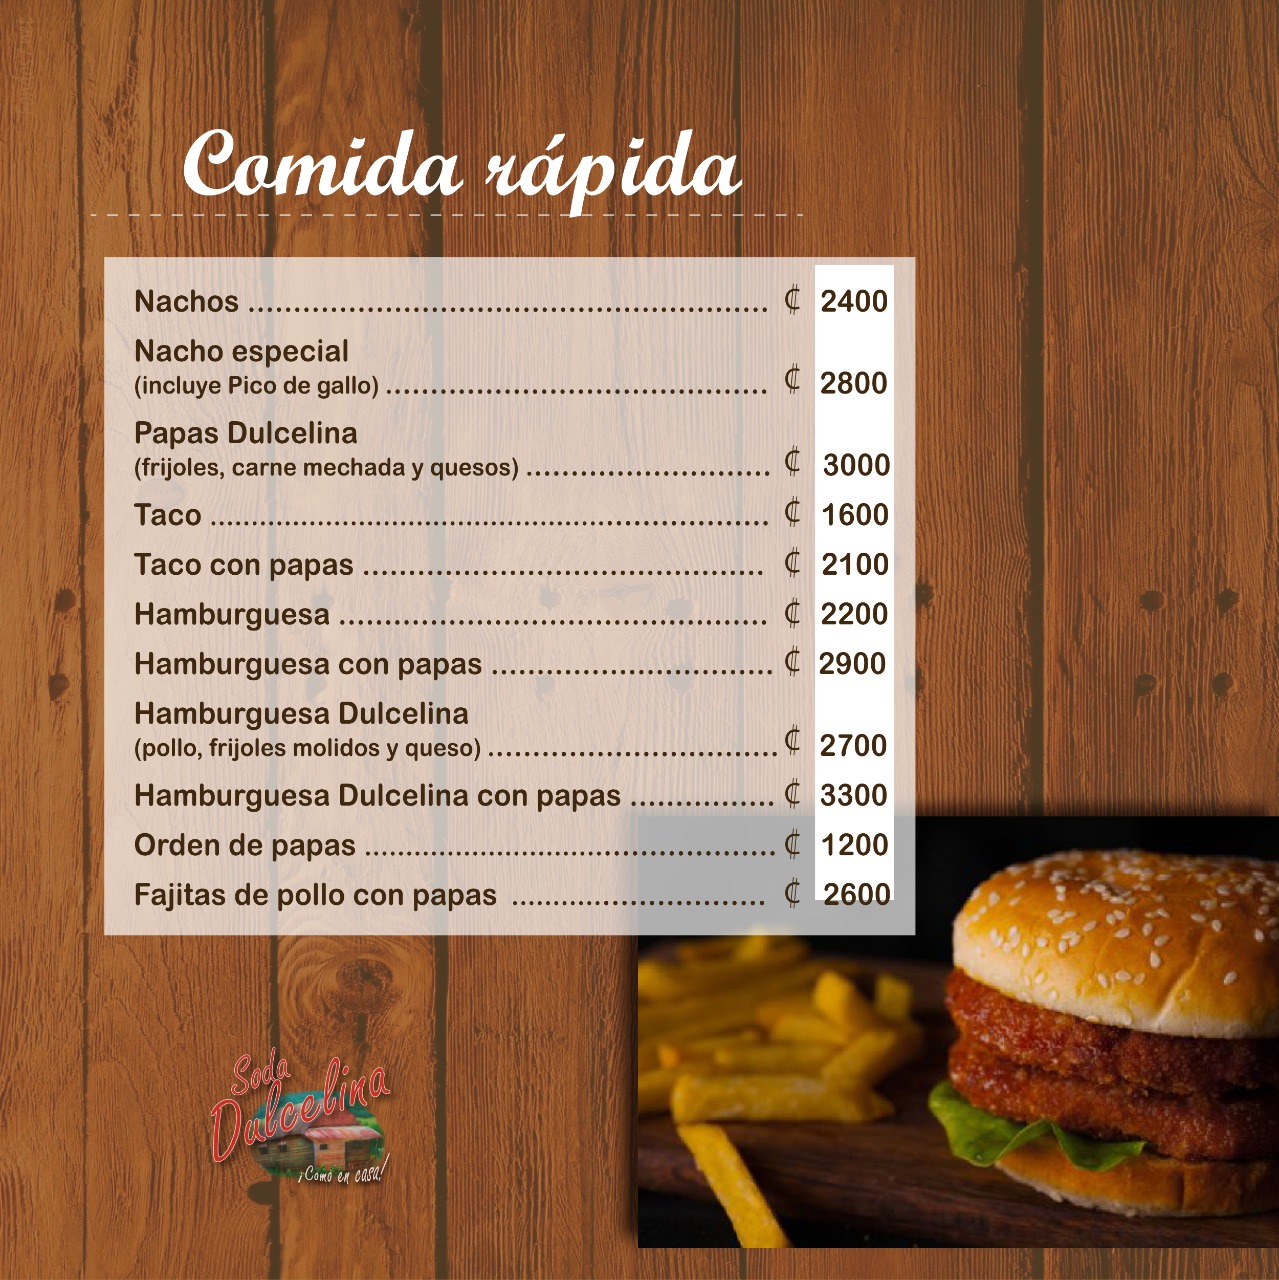 Comida rápida
Nachos ........................................................ ₡ 2400
Nacho especial
(incluye Pico de gallo) .......................................... ₡ 2800
Papas Dulcelina
(frijoles, carne mechada y quesos) ........................... ₡ 3000
Taco ............................................................ ₡ 1600
Taco con papas ............................................ ₡ 2100
Hamburguesa ............................................... ₡ 2200
Hamburguesa con papas ............................... ₡ 2900
Hamburguesa Dulcelina
(pollo, frijoles molidos y queso) ................................ ₡ 2700
Hamburguesa Dulcelina con papas ................ ₡ 3300
Orden de papas ............................................. ₡ 1200
Fajitas de pollo con papas ............................ ₡ 2600
Soda
Dulcelina
¡Como en casa!